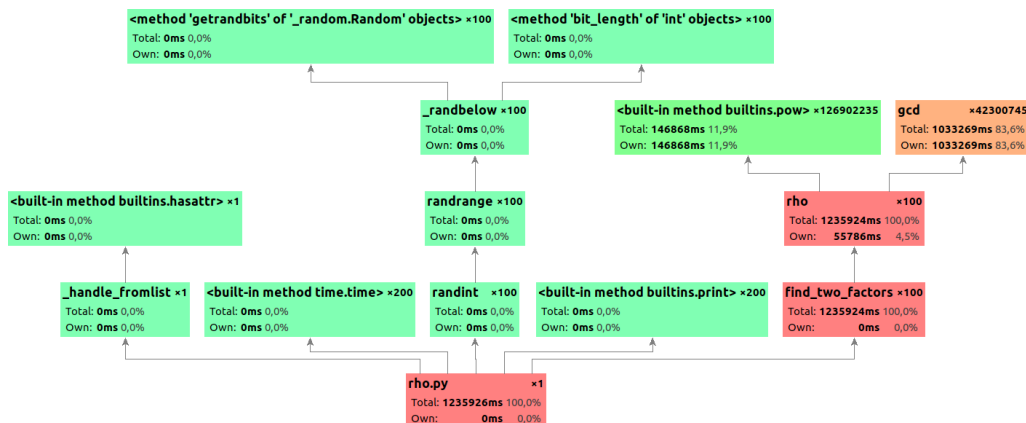 <method 'getrandbits' of '_random.Random' objects> ×100
Total: 0ms 0,0%
Own: 0ms 0,0%
<method 'bit_length' of 'int' objects> ×100
Total: 0ms 0,0%
Own: 0ms 0,0%
_randbelow ×100
Total: 0ms 0,0%
Own: 0ms 0,0%
<built-in method builtins.pow> ×126902235
Total: 146868ms 11,9%
Own: 146868ms 11,9%
gcd ×42300745
Total: 1033269ms 83,6%
Own: 1033269ms 83,6%
<built-in method builtins.hasattr> ×1
Total: 0ms 0,0%
Own: 0ms 0,0%
randrange ×100
Total: 0ms 0,0%
Own: 0ms 0,0%
rho ×100
Total: 1235924ms 100,0%
Own: 55786ms 4,5%
_handle_fromlist ×1
Total: 0ms 0,0%
Own: 0ms 0,0%
<built-in method time.time> ×200
Total: 0ms 0,0%
Own: 0ms 0,0%
randint ×100
Total: 0ms 0,0%
Own: 0ms 0,0%
<built-in method builtins.print> ×200
Total: 0ms 0,0%
Own: 0ms 0,0%
find_two_factors ×100
Total: 1235924ms 100,0%
Own: 0ms 0,0%
rho.py ×1
Total: 1235926ms 100,0%
Own: 0ms 0,0%